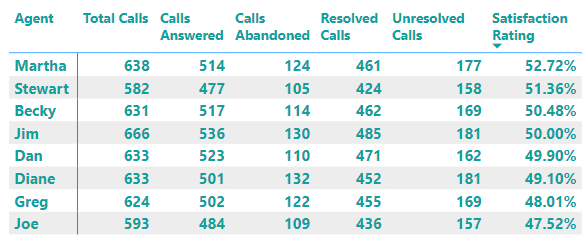 Agent Total Calls Calls Answered Calls Abandoned Resolved Calls Unresolved Calls Satisfaction Rating
Martha 638 514 124 461 177 52.72%
Stewart 582 477 105 424 158 51.36%
Becky 631 517 114 462 169 50.48%
Jim 666 536 130 485 181 50.00%
Dan 633 523 110 471 162 49.90%
Diane 633 501 132 452 181 49.10%
Greg 624 502 122 455 169 48.01%
Joe 593 484 109 436 157 47.52%